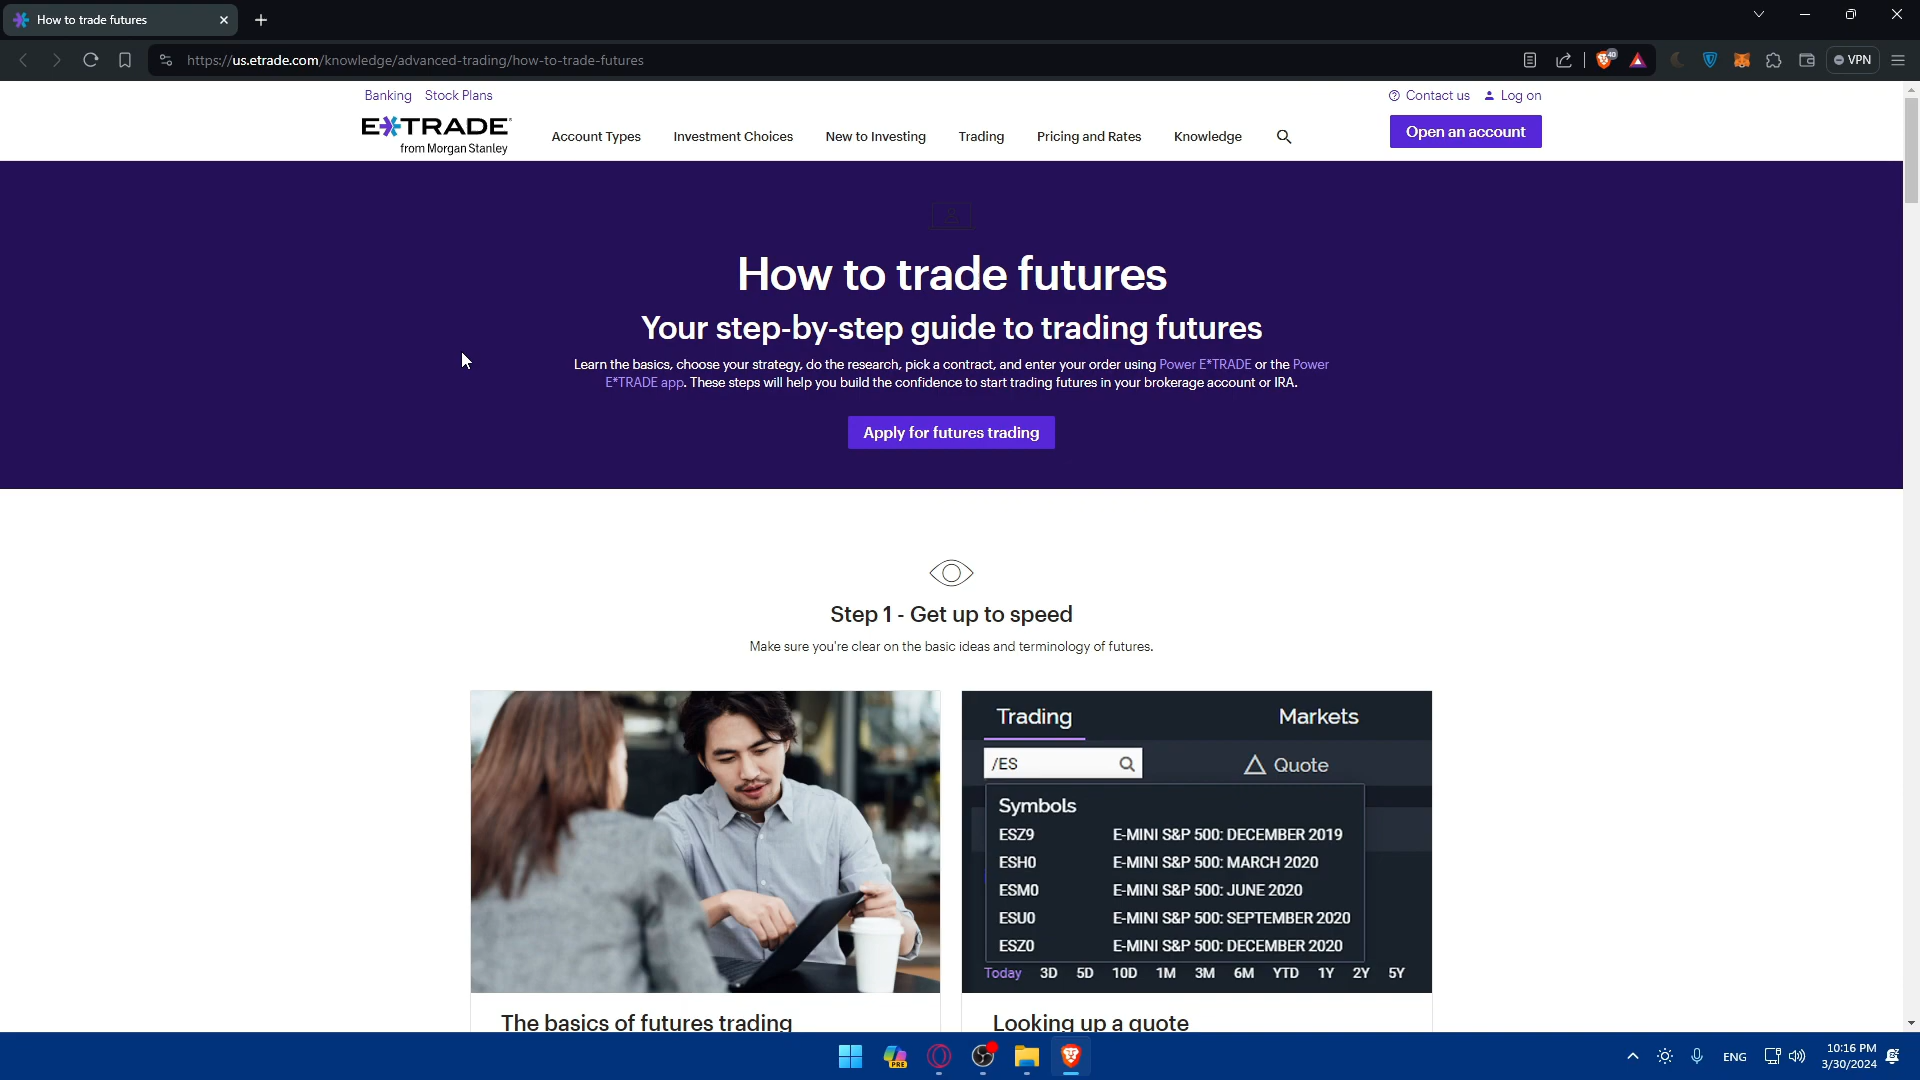 How to trade futures
https://us.etrade.com/knowledge/advanced-trading/how-to-trade-futures
40
VPN
Banking Stock Plans
Contact us Log on
E*TRADE
from Morgan Stanley
Account Types Investment Choices New to Investing Trading Pricing and Rates Knowledge
Open an account
How to trade futures
Your step-by-step guide to trading futures
Learn the basics, choose your strategy, do the research, pick a contract, and enter your order using Power E*TRADE or the Power
E*TRADE app. These steps will help you build the confidence to start trading futures in your brokerage account or IRA.
Apply for futures trading
Step 1 - Get up to speed
Make sure you're clear on the basic ideas and terminology of futures.
Trading Markets
/ES Quote
Symbols
ESZ9 E-MINI S&P 500: DECEMBER 2019
ESH0 E-MINI S&P 500: MARCH 2020
ESM0 E-MINI S&P 500: JUNE 2020
ESU0 E-MINI S&P 500: SEPTEMBER 2020
ESZ0 E-MINI S&P 500: DECEMBER 2020
Today 3D 5D 10D 1M 3M 6M YTD 1Y 2Y 5Y
The basics of futures trading
Looking up a quote
PRE
ENG
10:16 PM
3/30/2024